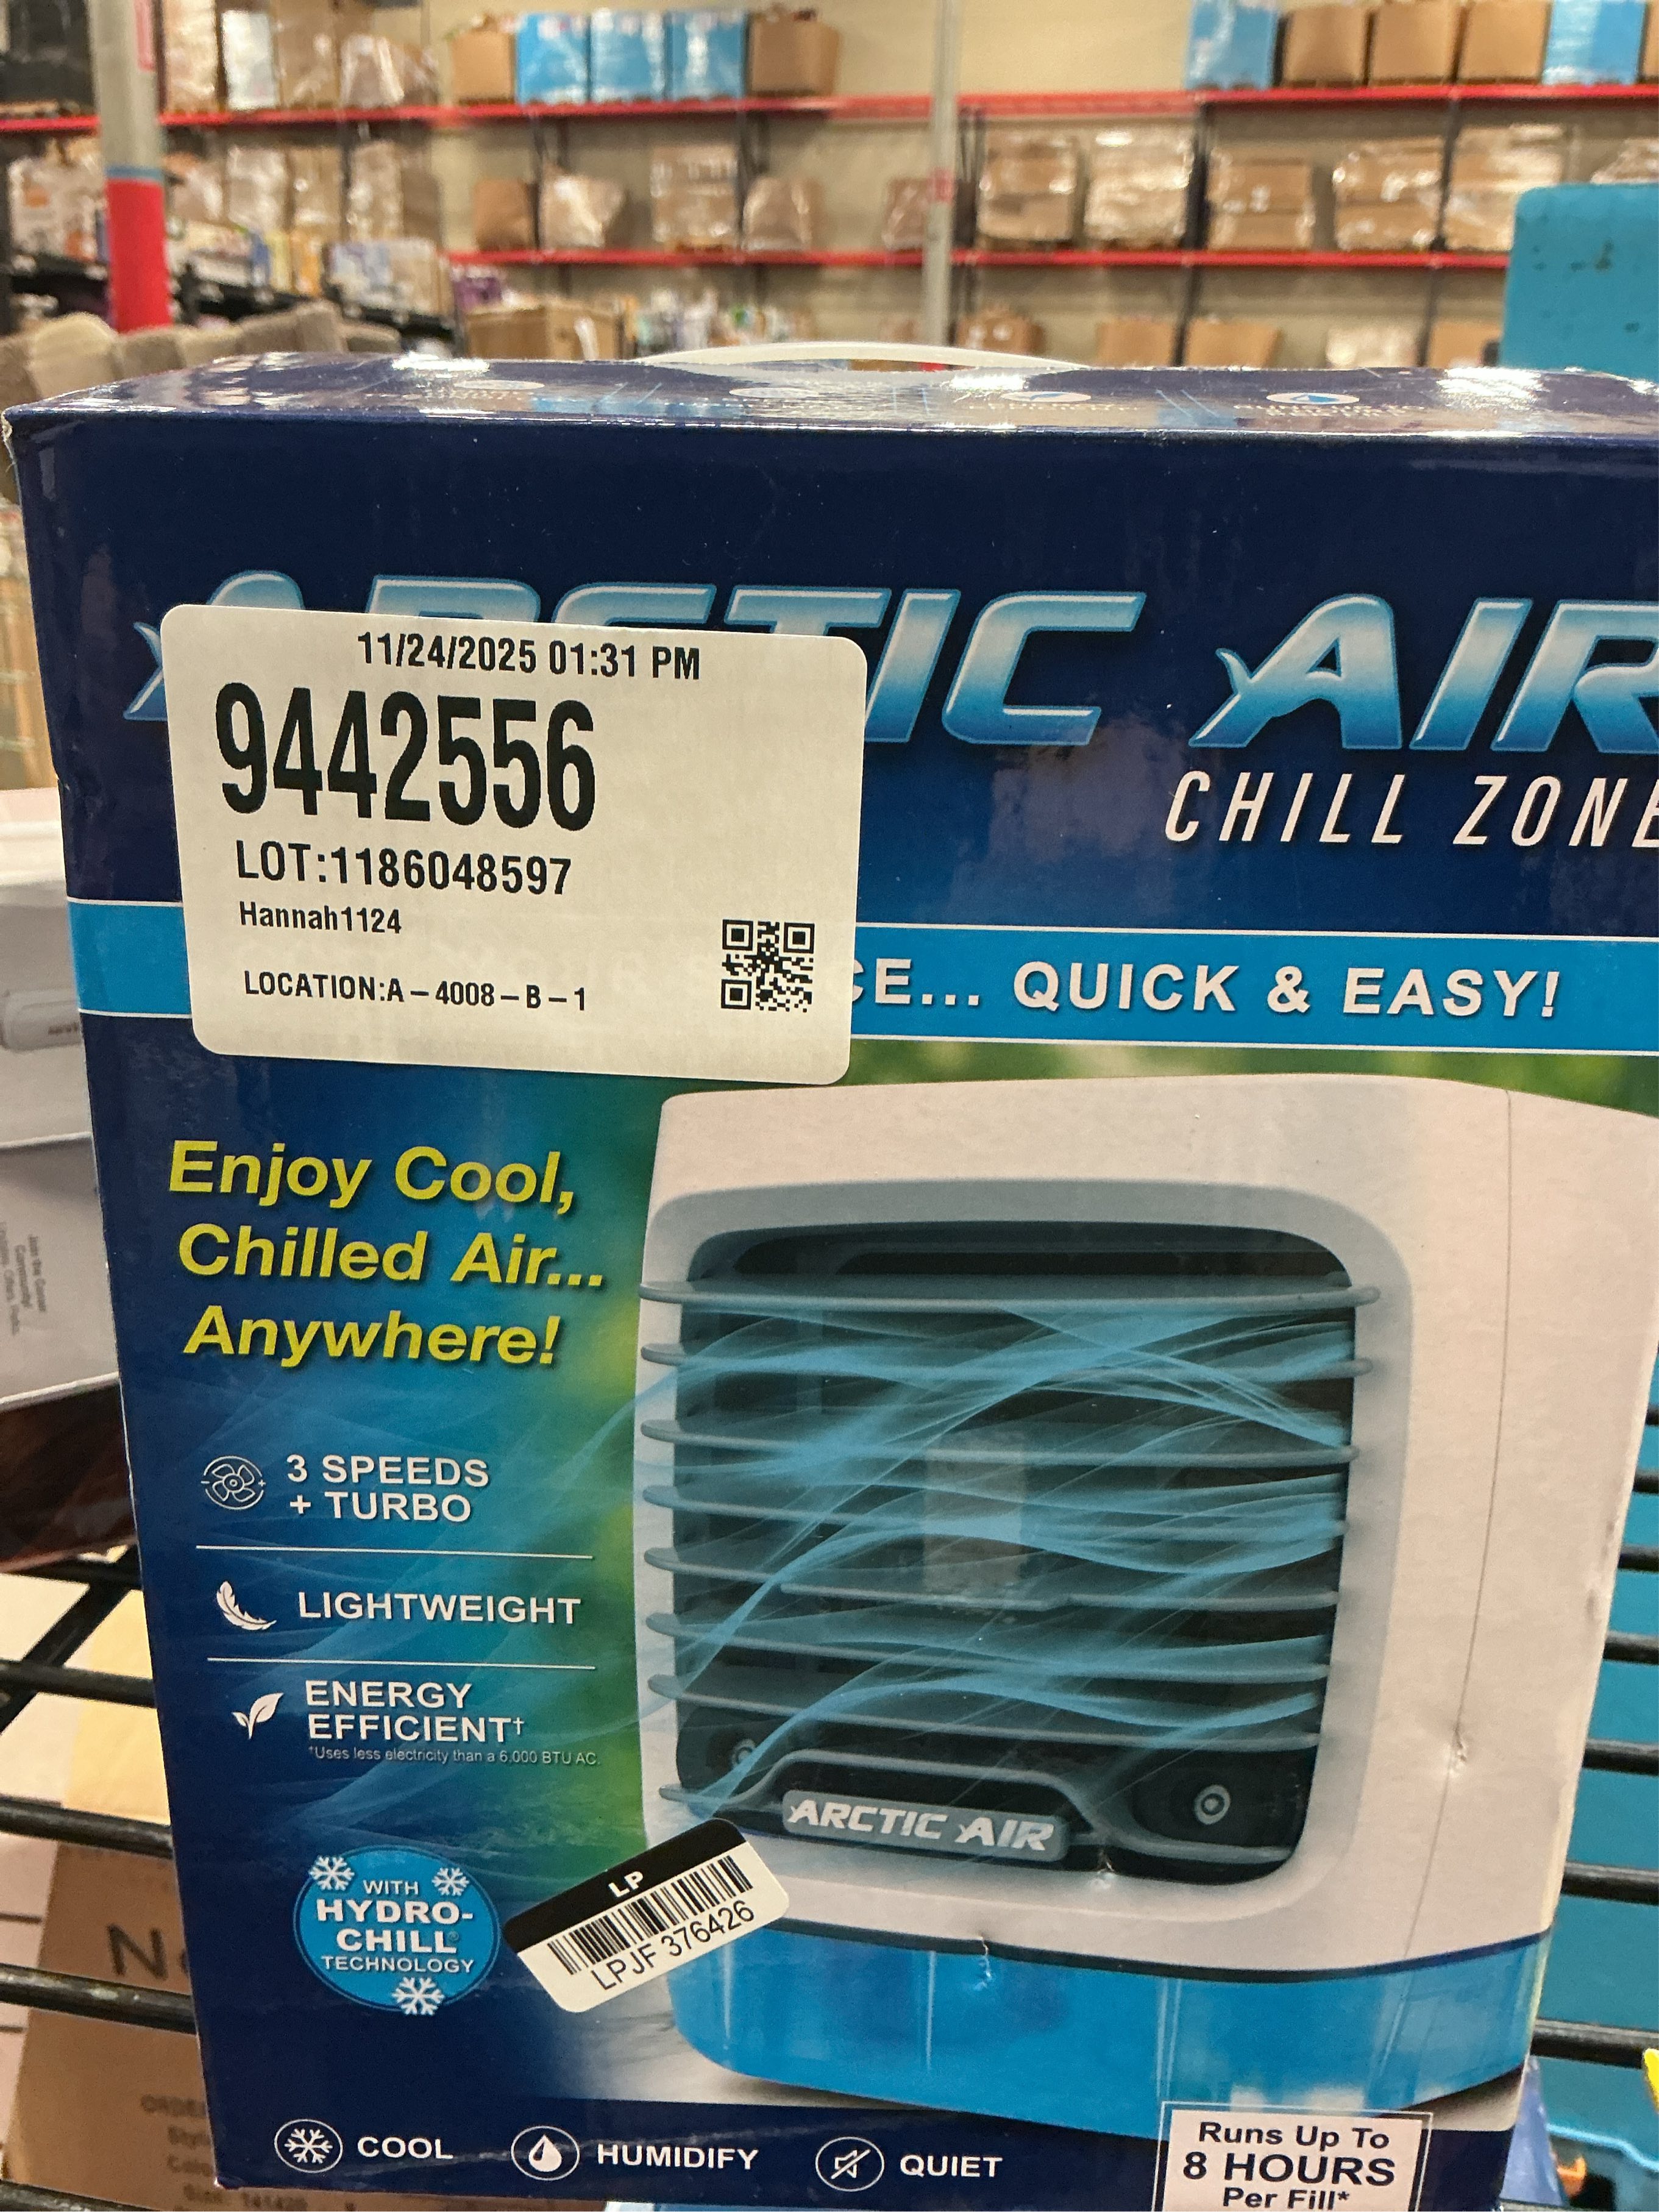 ARCTIC AIR
11/24/2025 01:31 PM
9442556
LOT:1186048597
Hannah1124
LOCATION:A-4008-B-1
CHILL ZONE
QUICK & EASY!
Enjoy Cool,
Chilled Air...
Anywhere!
3 SPEEDS
+ TURBO
LIGHTWEIGHT
ENERGY
EFFICIENT†
†Uses less electricity than a 6,000 BTU AC.
ARCTIC AIR
WITH
HYDRO-
CHILL®
TECHNOLOGY
LP
LPJF 376426
COOL
HUMIDIFY
QUIET
Runs Up To
8 HOURS
Per Fill*